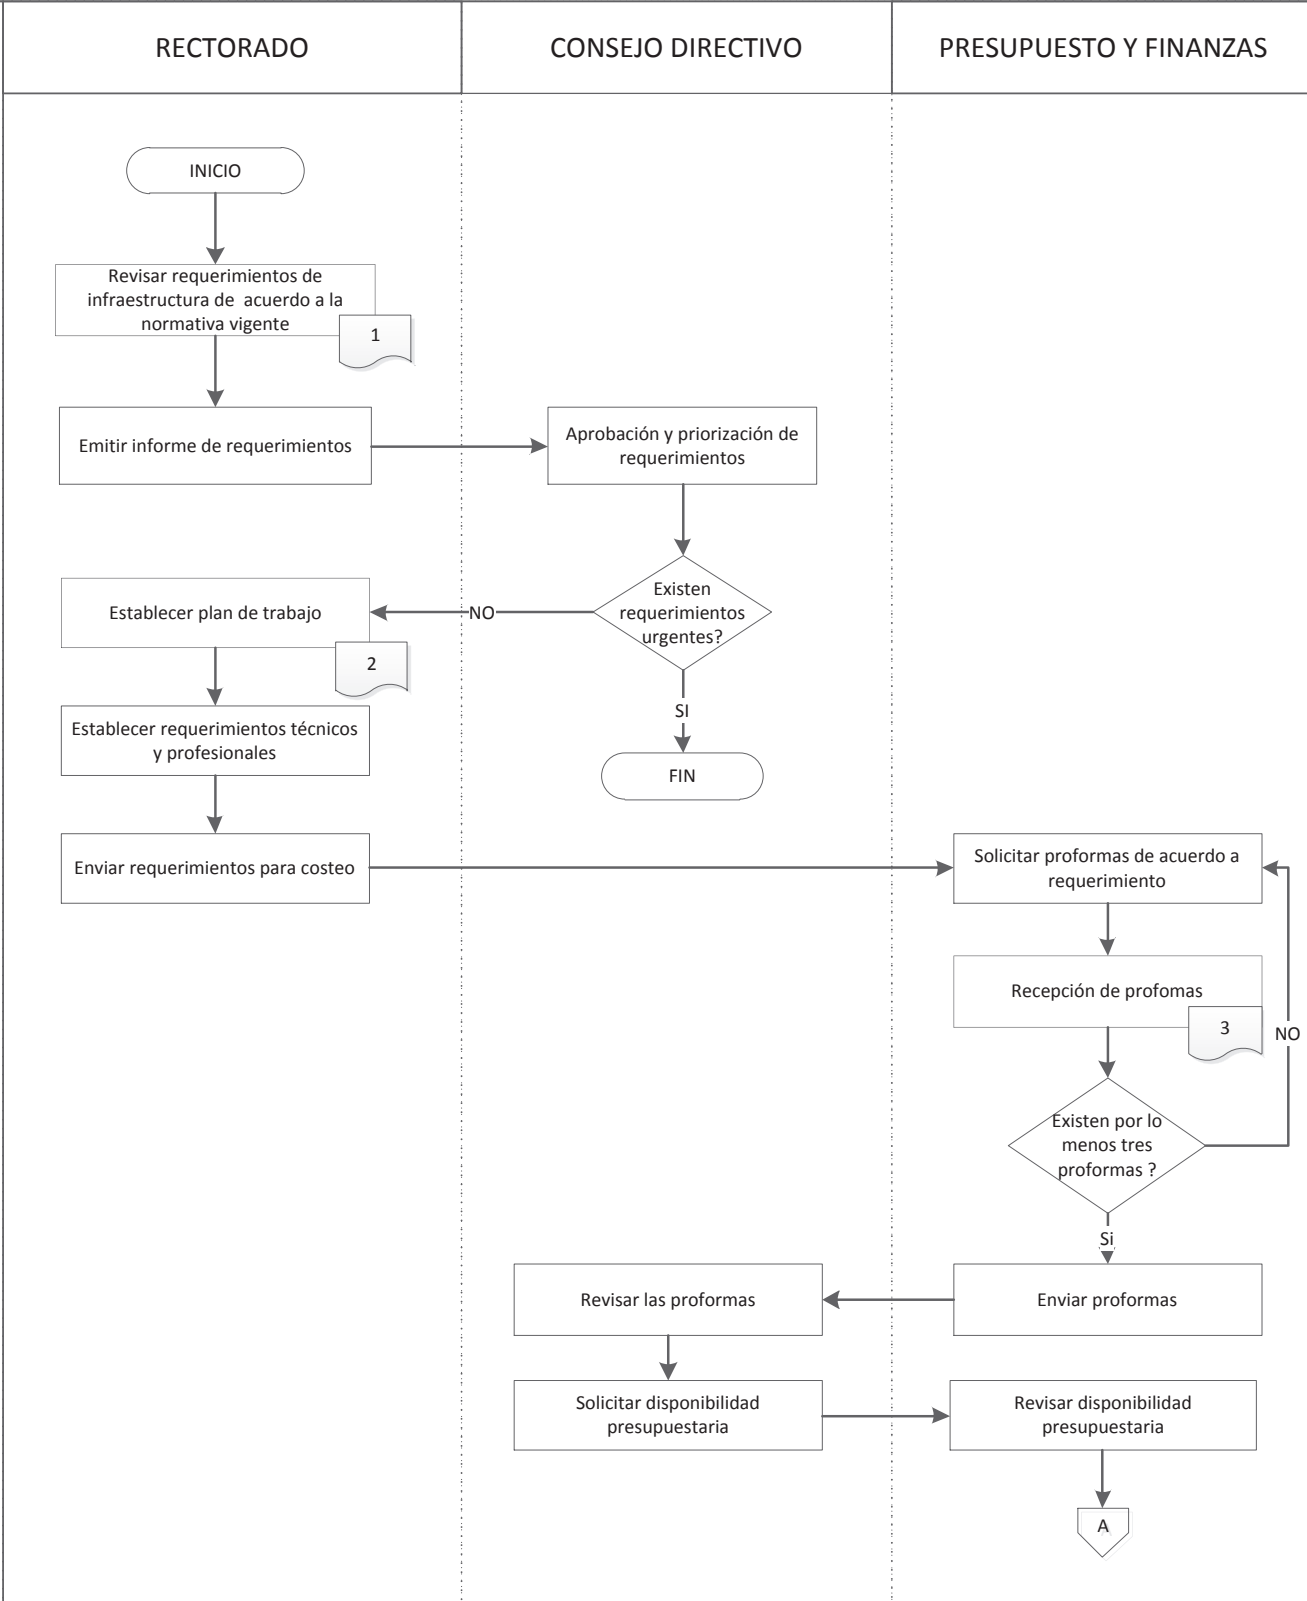 RECTORADO
CONSEJO DIRECTIVO
PRESUPUESTO Y FINANZAS
INICIO
Revisar requerimientos de
infraestructura de acuerdo a la
normativa vigente
1
Emitir informe de requerimientos
Aprobación y priorización de
requerimientos
Existen
requerimientos
urgentes?
NO
Establecer plan de trabajo
2
SI
FIN
Establecer requerimientos técnicos
y profesionales
Enviar requerimientos para costeo
Solicitar proformas de acuerdo a
requerimiento
Recepción de profomas
3
NO
Existen por lo
menos tres
proformas ?
Si
Enviar proformas
Revisar las proformas
Solicitar disponibilidad
presupuestaria
Revisar disponibilidad
presupuestaria
A